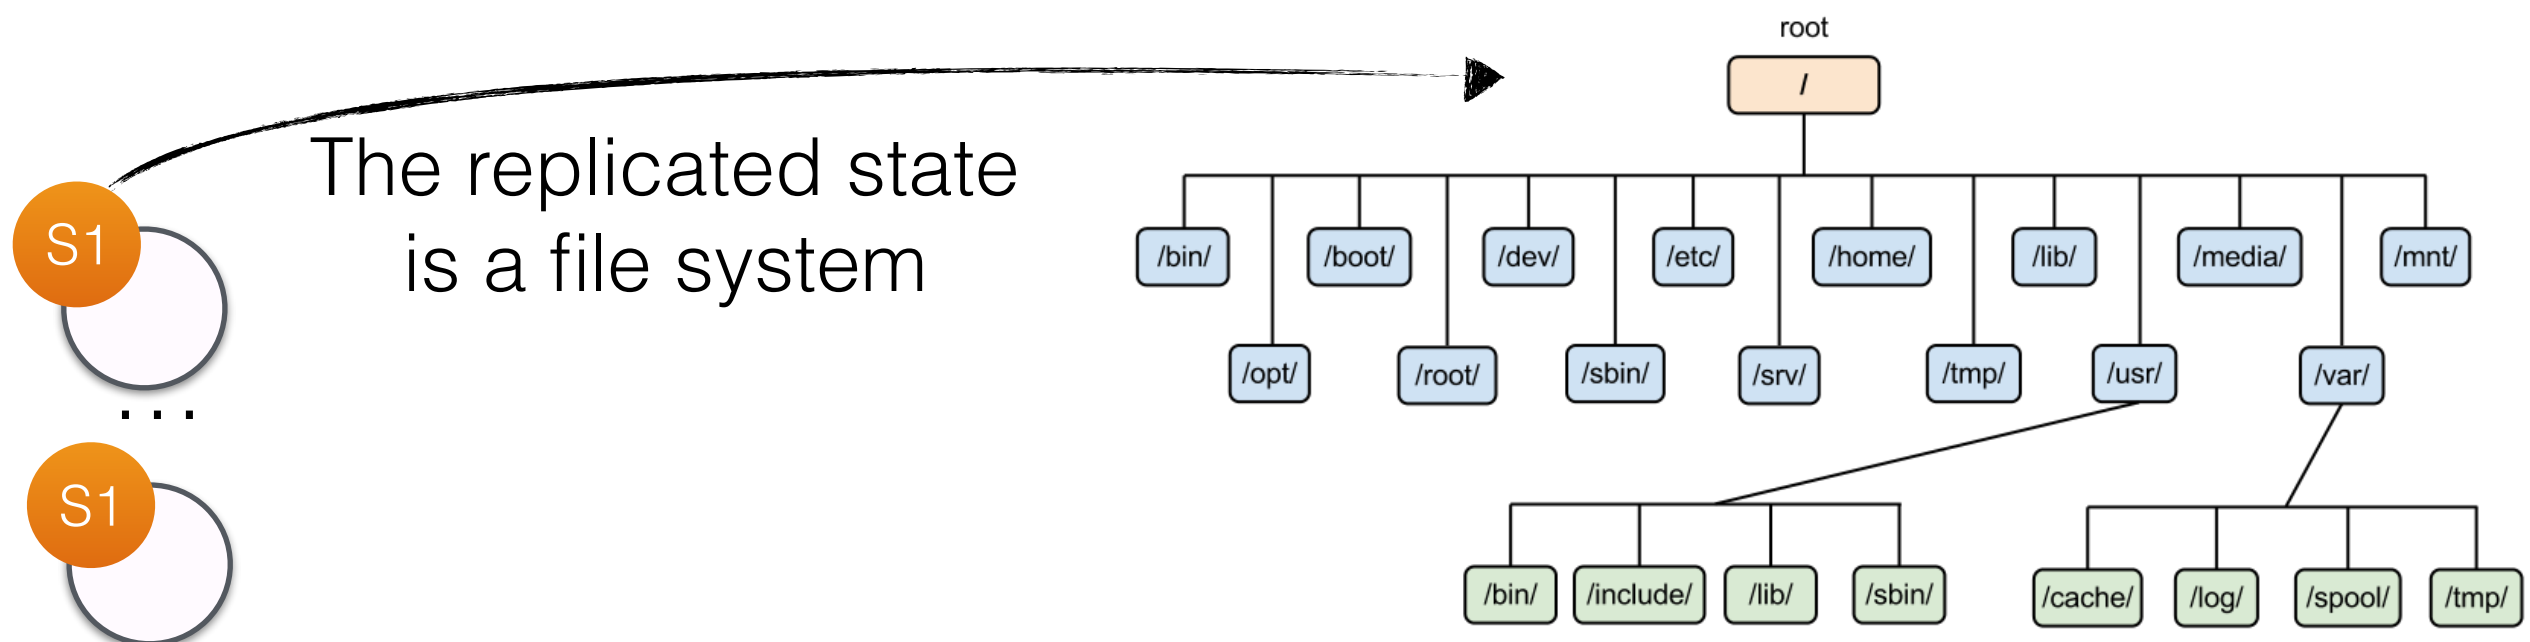 root
/
The replicated state
is a file system
S1
/bin/ /boot/ /dev/ /etc/ /home/ /lib/ /media/ /mnt/
/opt/ /root/ /sbin/ /srv/ /tmp/ /usr/ /var/
...
S1
/bin/ /include/ /lib/ /sbin/ /cache/ /log/ /spool/ /tmp/